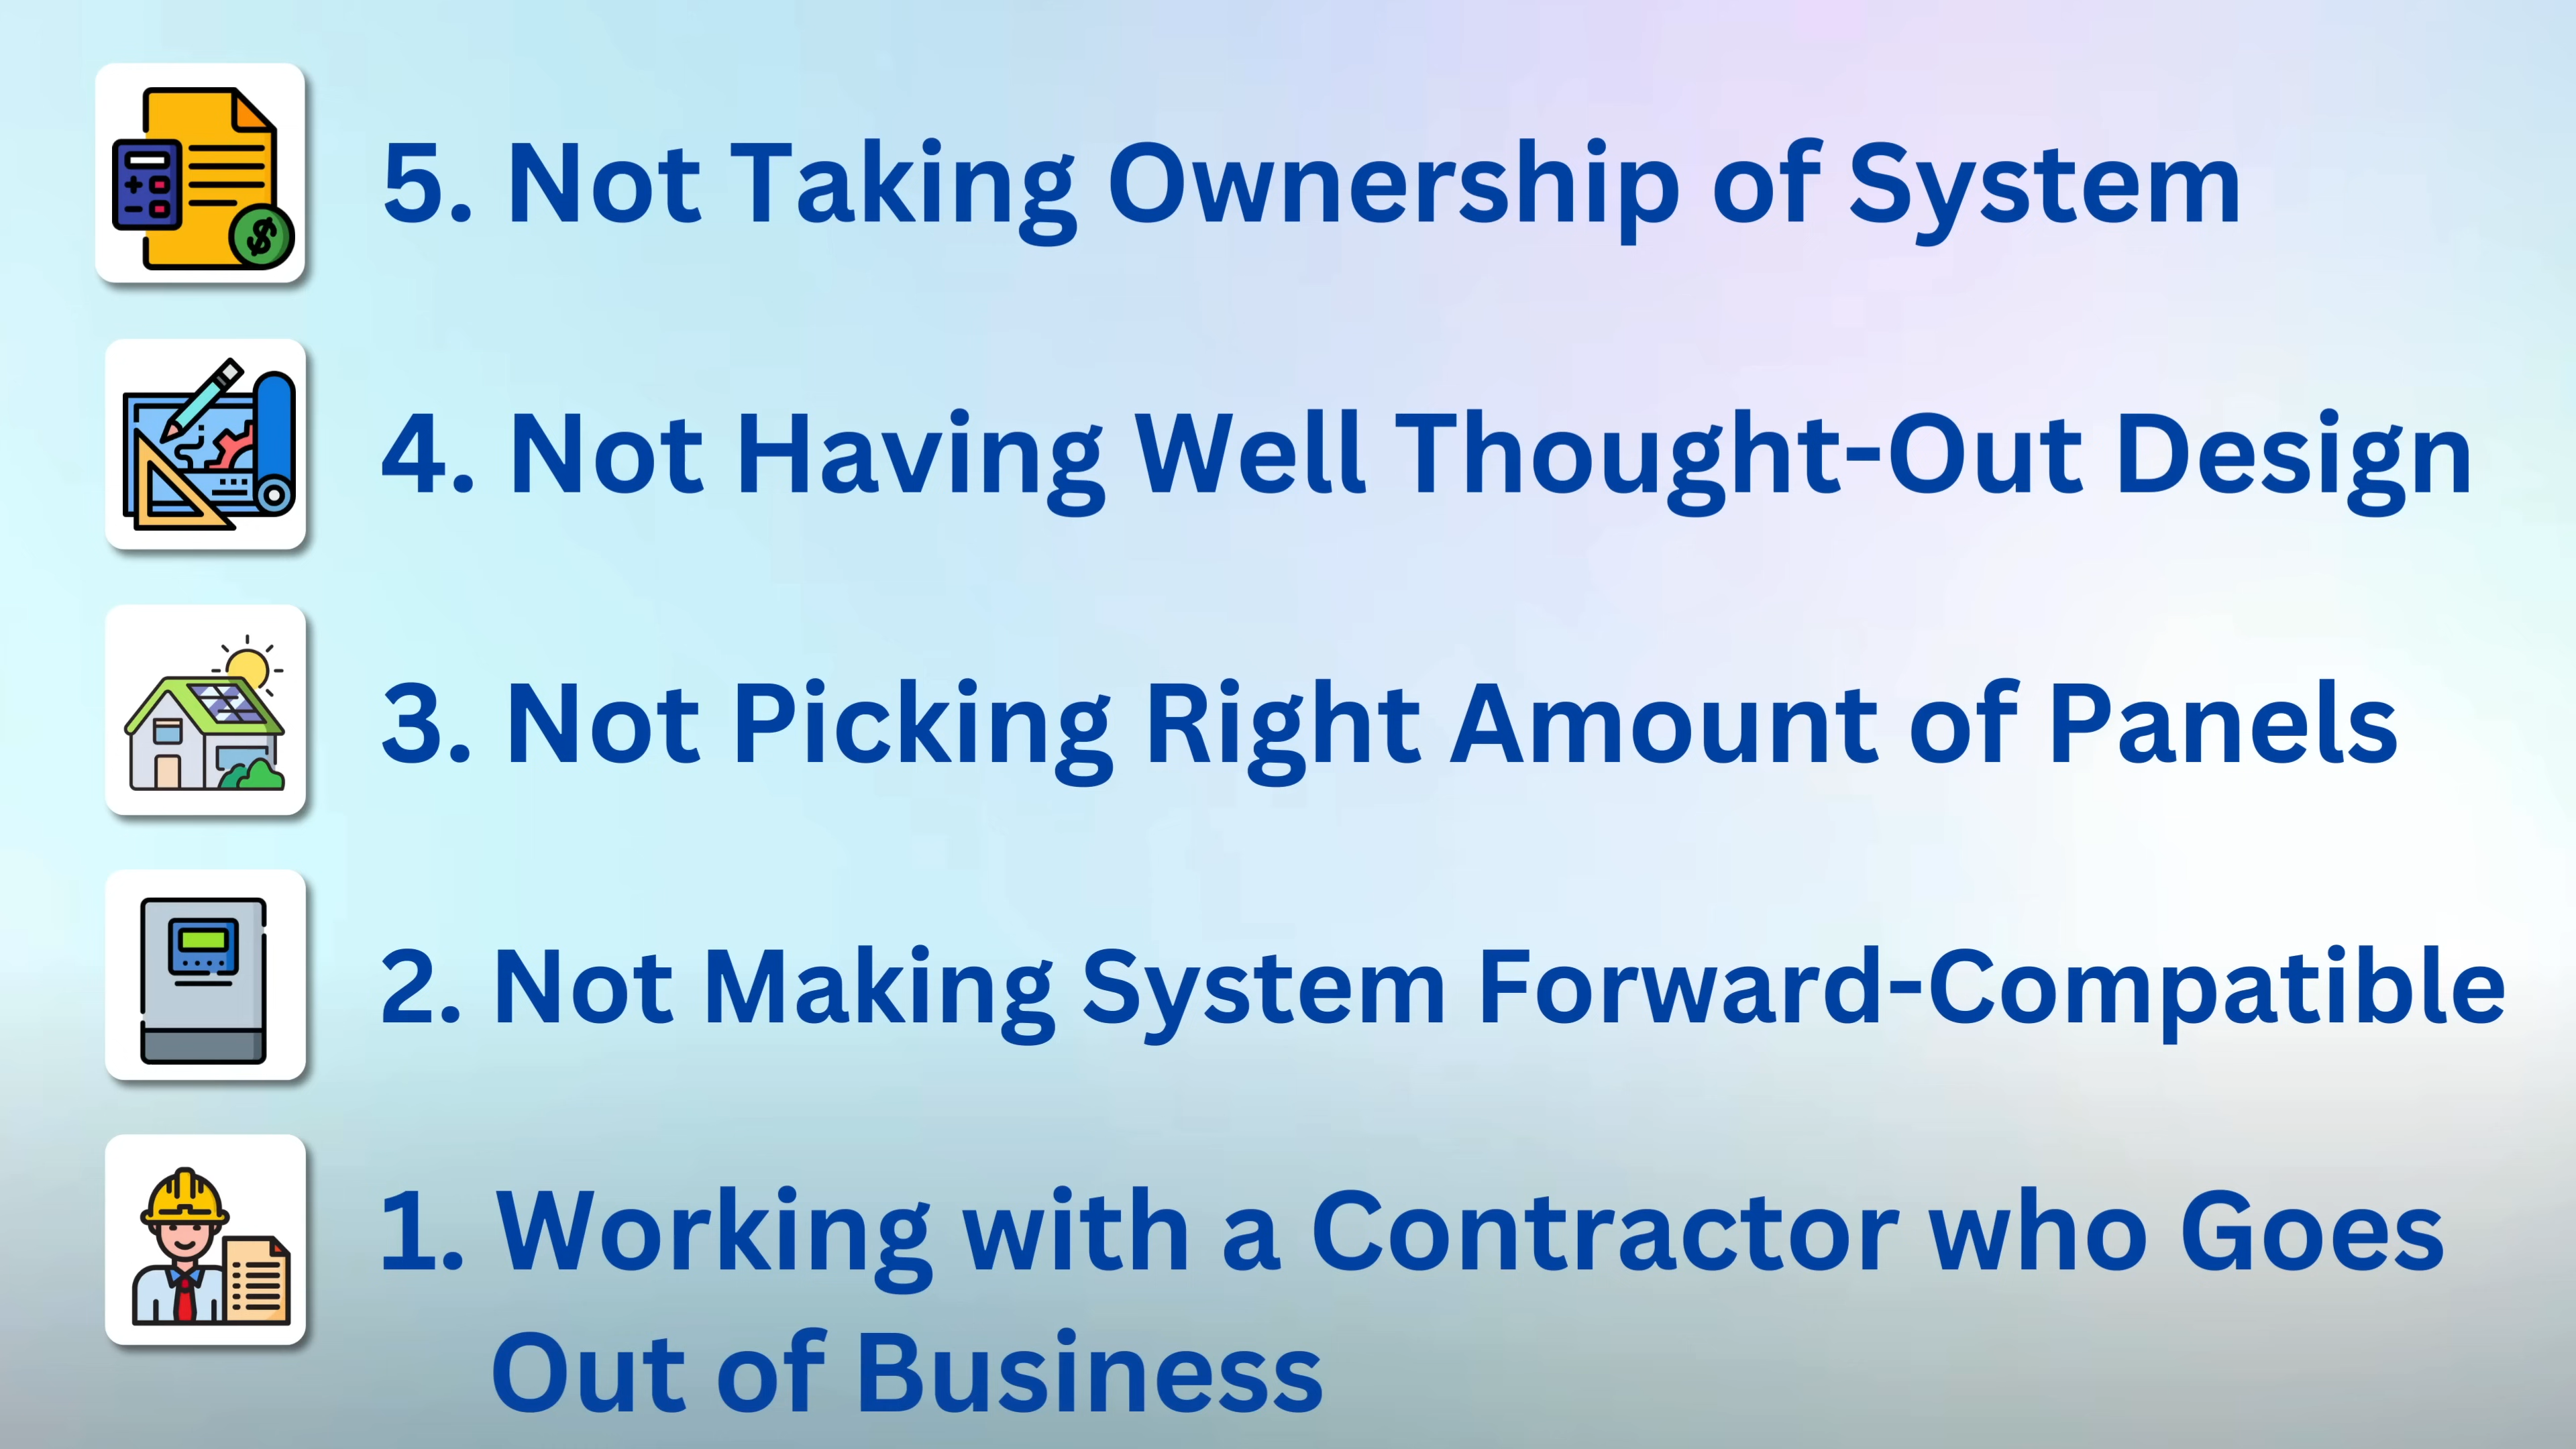 5. Not Taking Ownership of System
4. Not Having Well Thought-Out Design
3. Not Picking Right Amount of Panels
2. Not Making System Forward-Compatible
1. Working with a Contractor who Goes
Out of Business